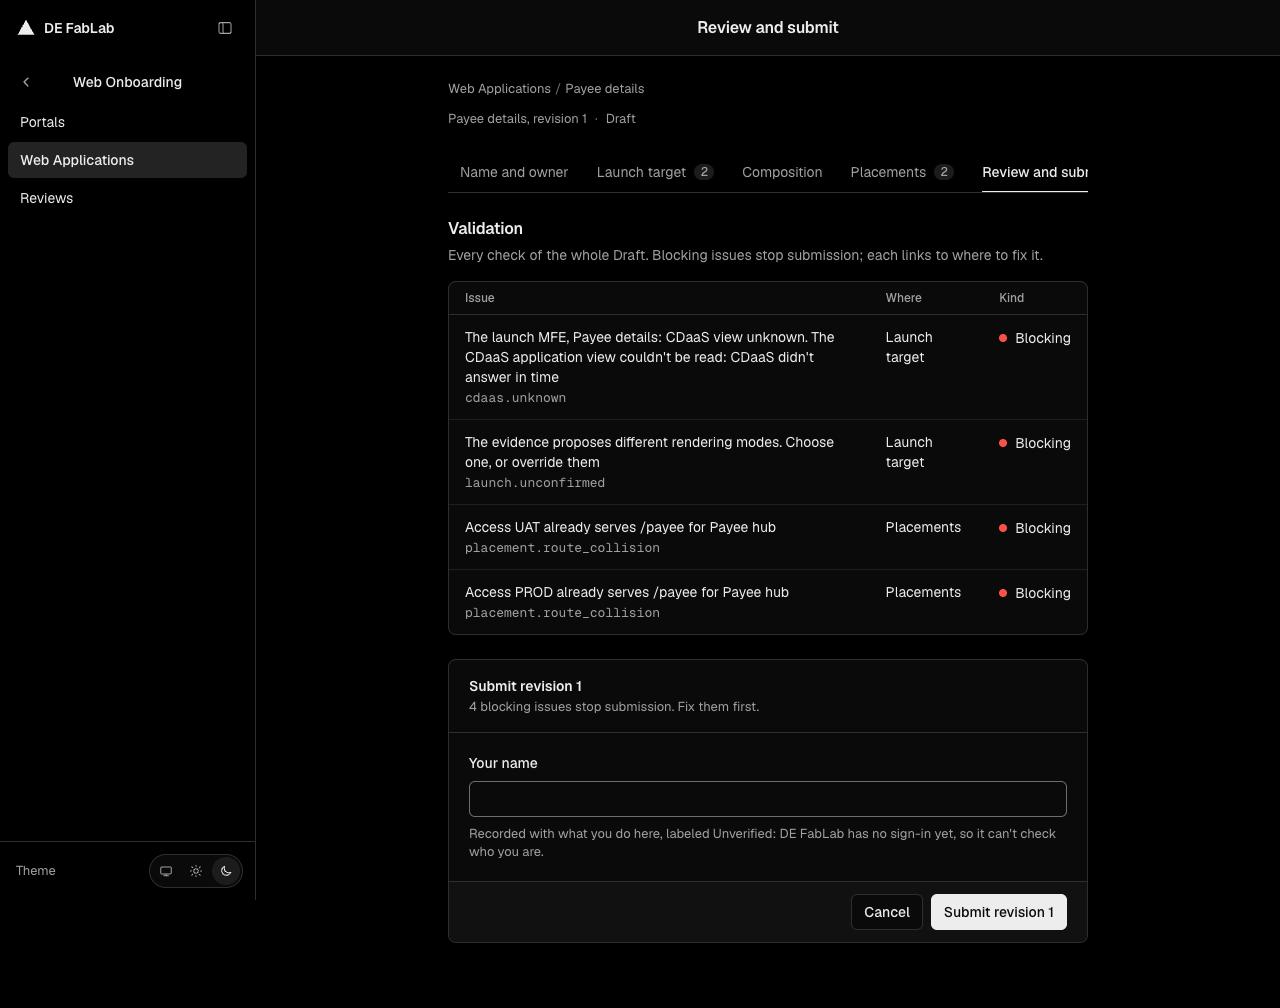 DE FabLab
Web Onboarding
Portals
Web Applications
Reviews
Theme
Review and submit
Web Applications / Payee details
Payee details, revision 1 · Draft
Name and owner
Launch target 2
Composition
Placements 2
Review and subm
Validation
Every check of the whole Draft. Blocking issues stop submission; each links to where to fix it.
Issue Where Kind
The launch MFE, Payee details: CDaaS view unknown. The
CDaaS application view couldn't be read: CDaaS didn't
answer in time
cdaas.unknown
Launch
target
Blocking
The evidence proposes different rendering modes. Choose
one, or override them
launch.unconfirmed
Launch
target
Blocking
Access UAT already serves /payee for Payee hub
placement.route_collision
Placements
Blocking
Access PROD already serves /payee for Payee hub
placement.route_collision
Placements
Blocking
Submit revision 1
4 blocking issues stop submission. Fix them first.
Your name
Recorded with what you do here, labeled Unverified: DE FabLab has no sign-in yet, so it can't check
who you are.
Cancel
Submit revision 1